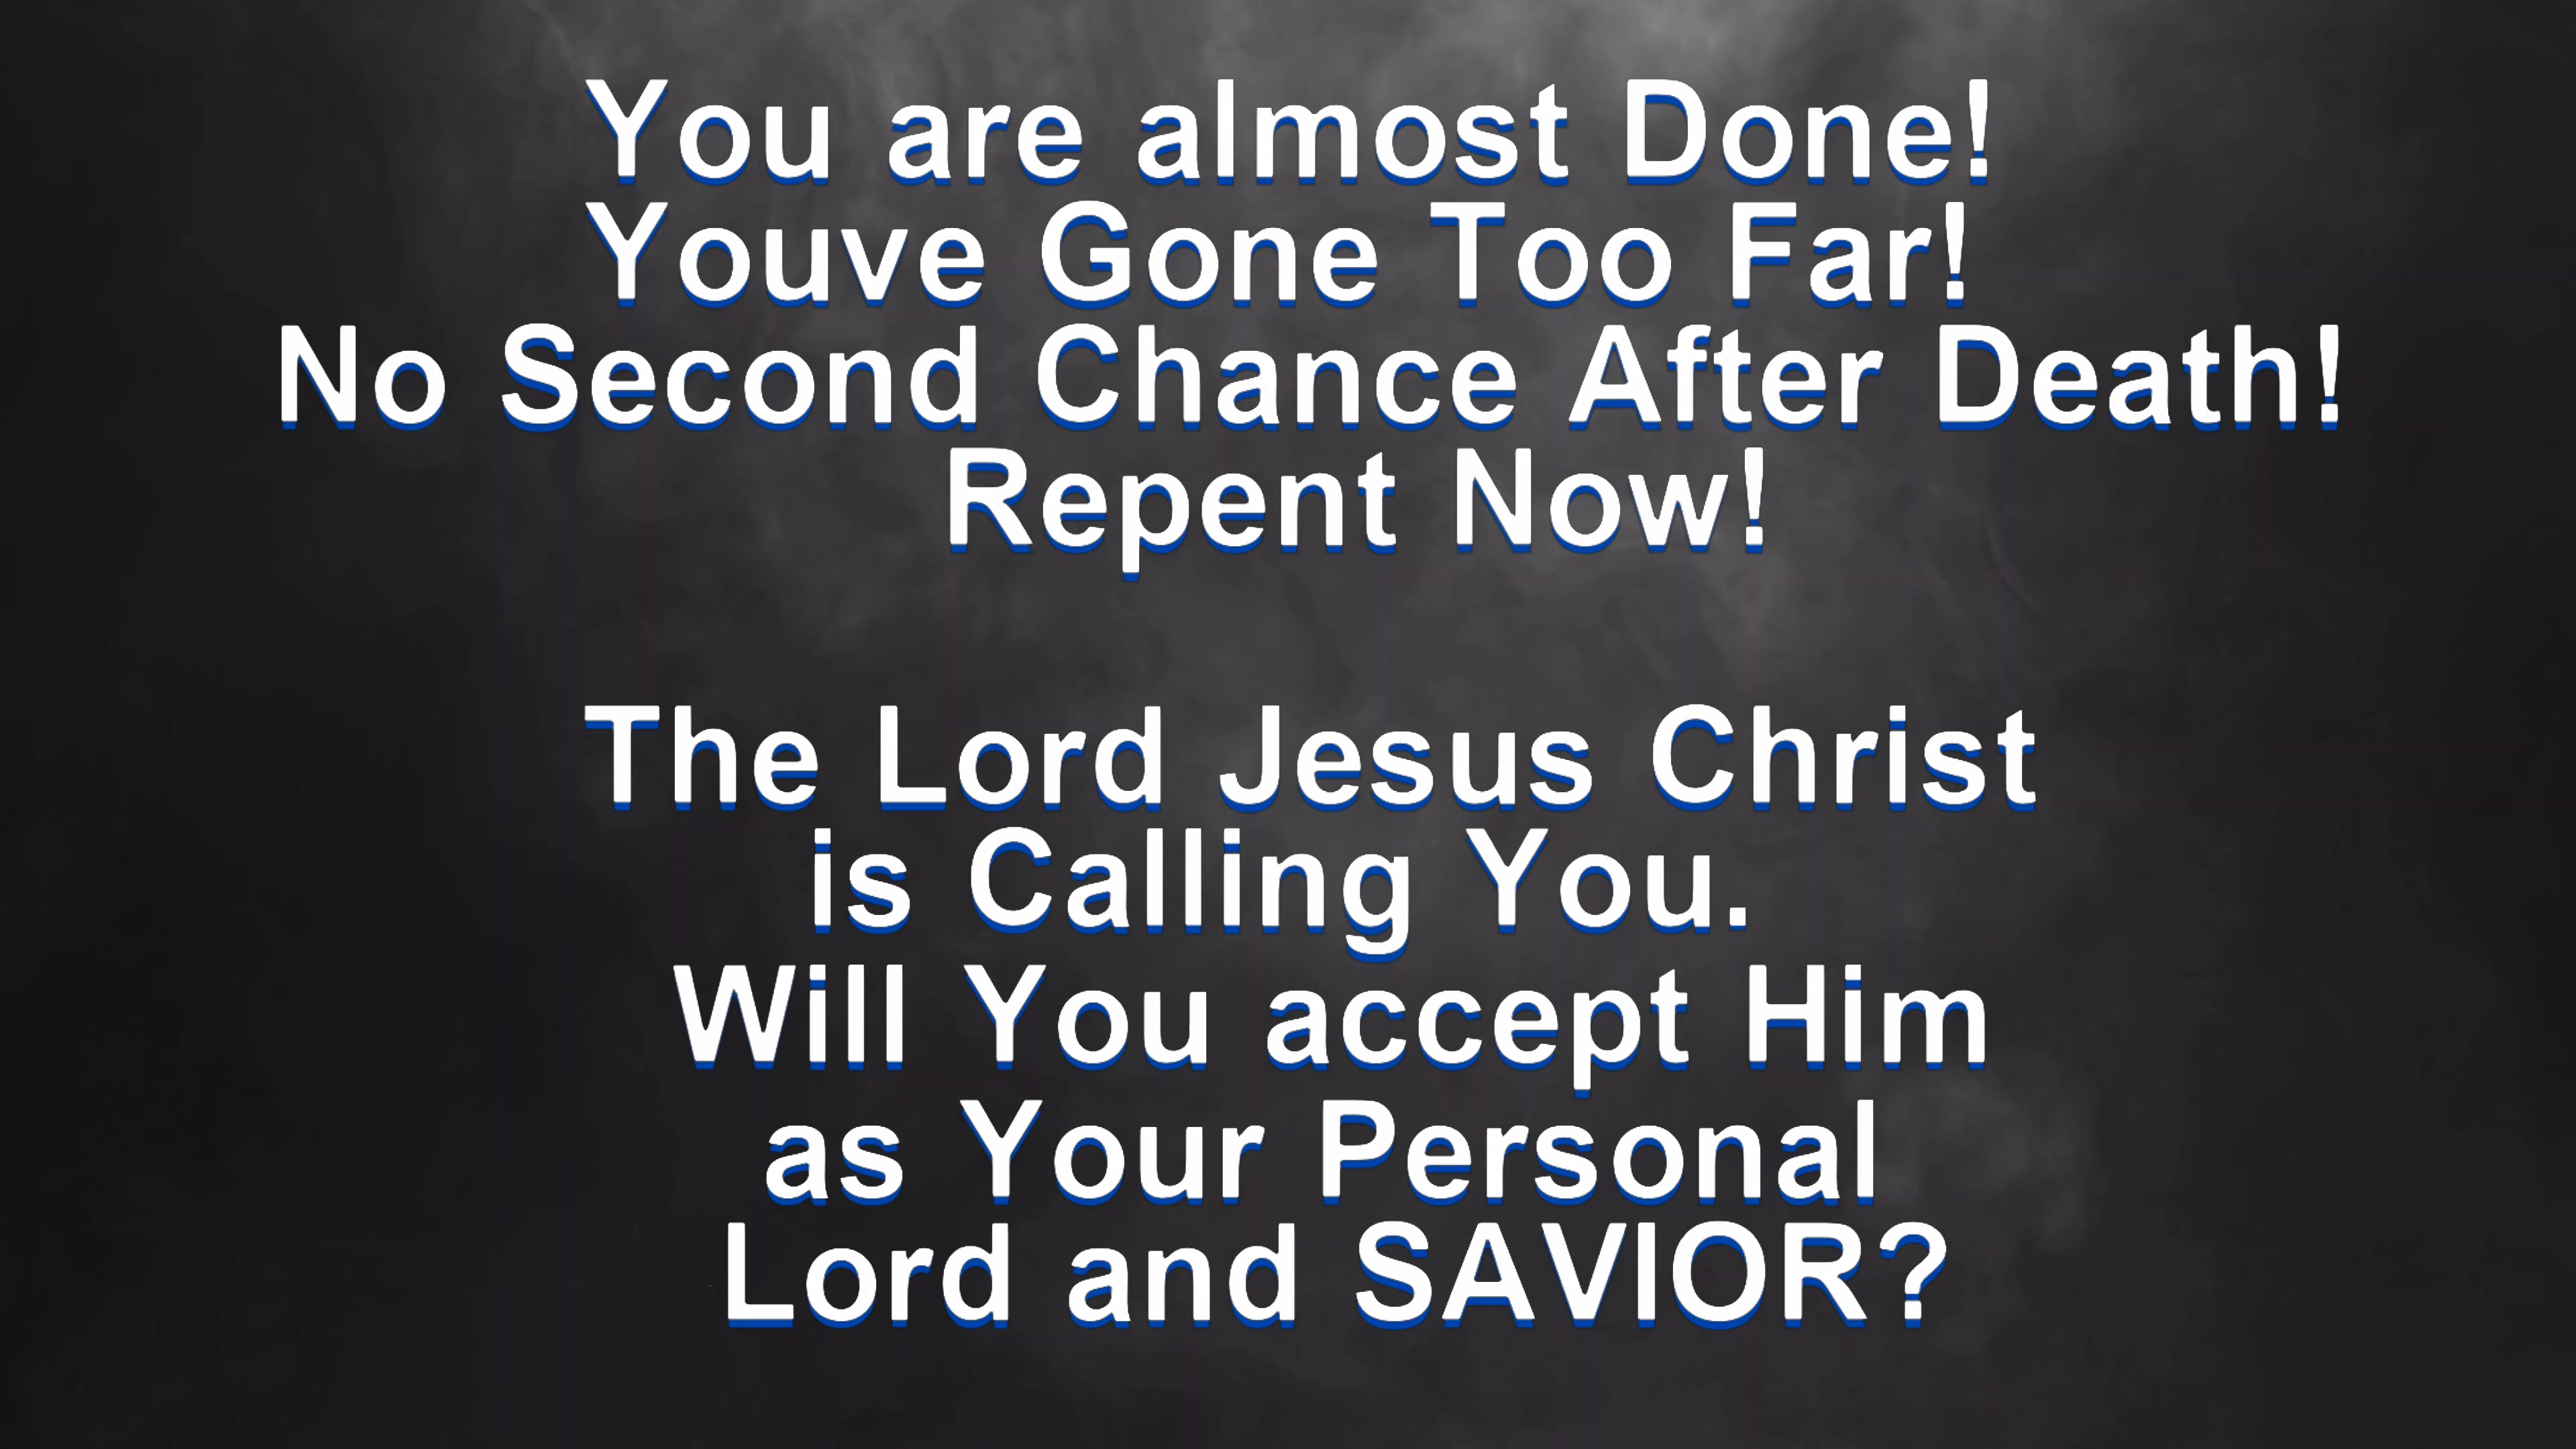 You are almost Done!
Youve Gone Too Far!
No Second Chance After Death!
Repent Now!
The Lord Jesus Christ
is Calling You.
Will You accept Him
as Your Personal
Lord and SAVIOR?